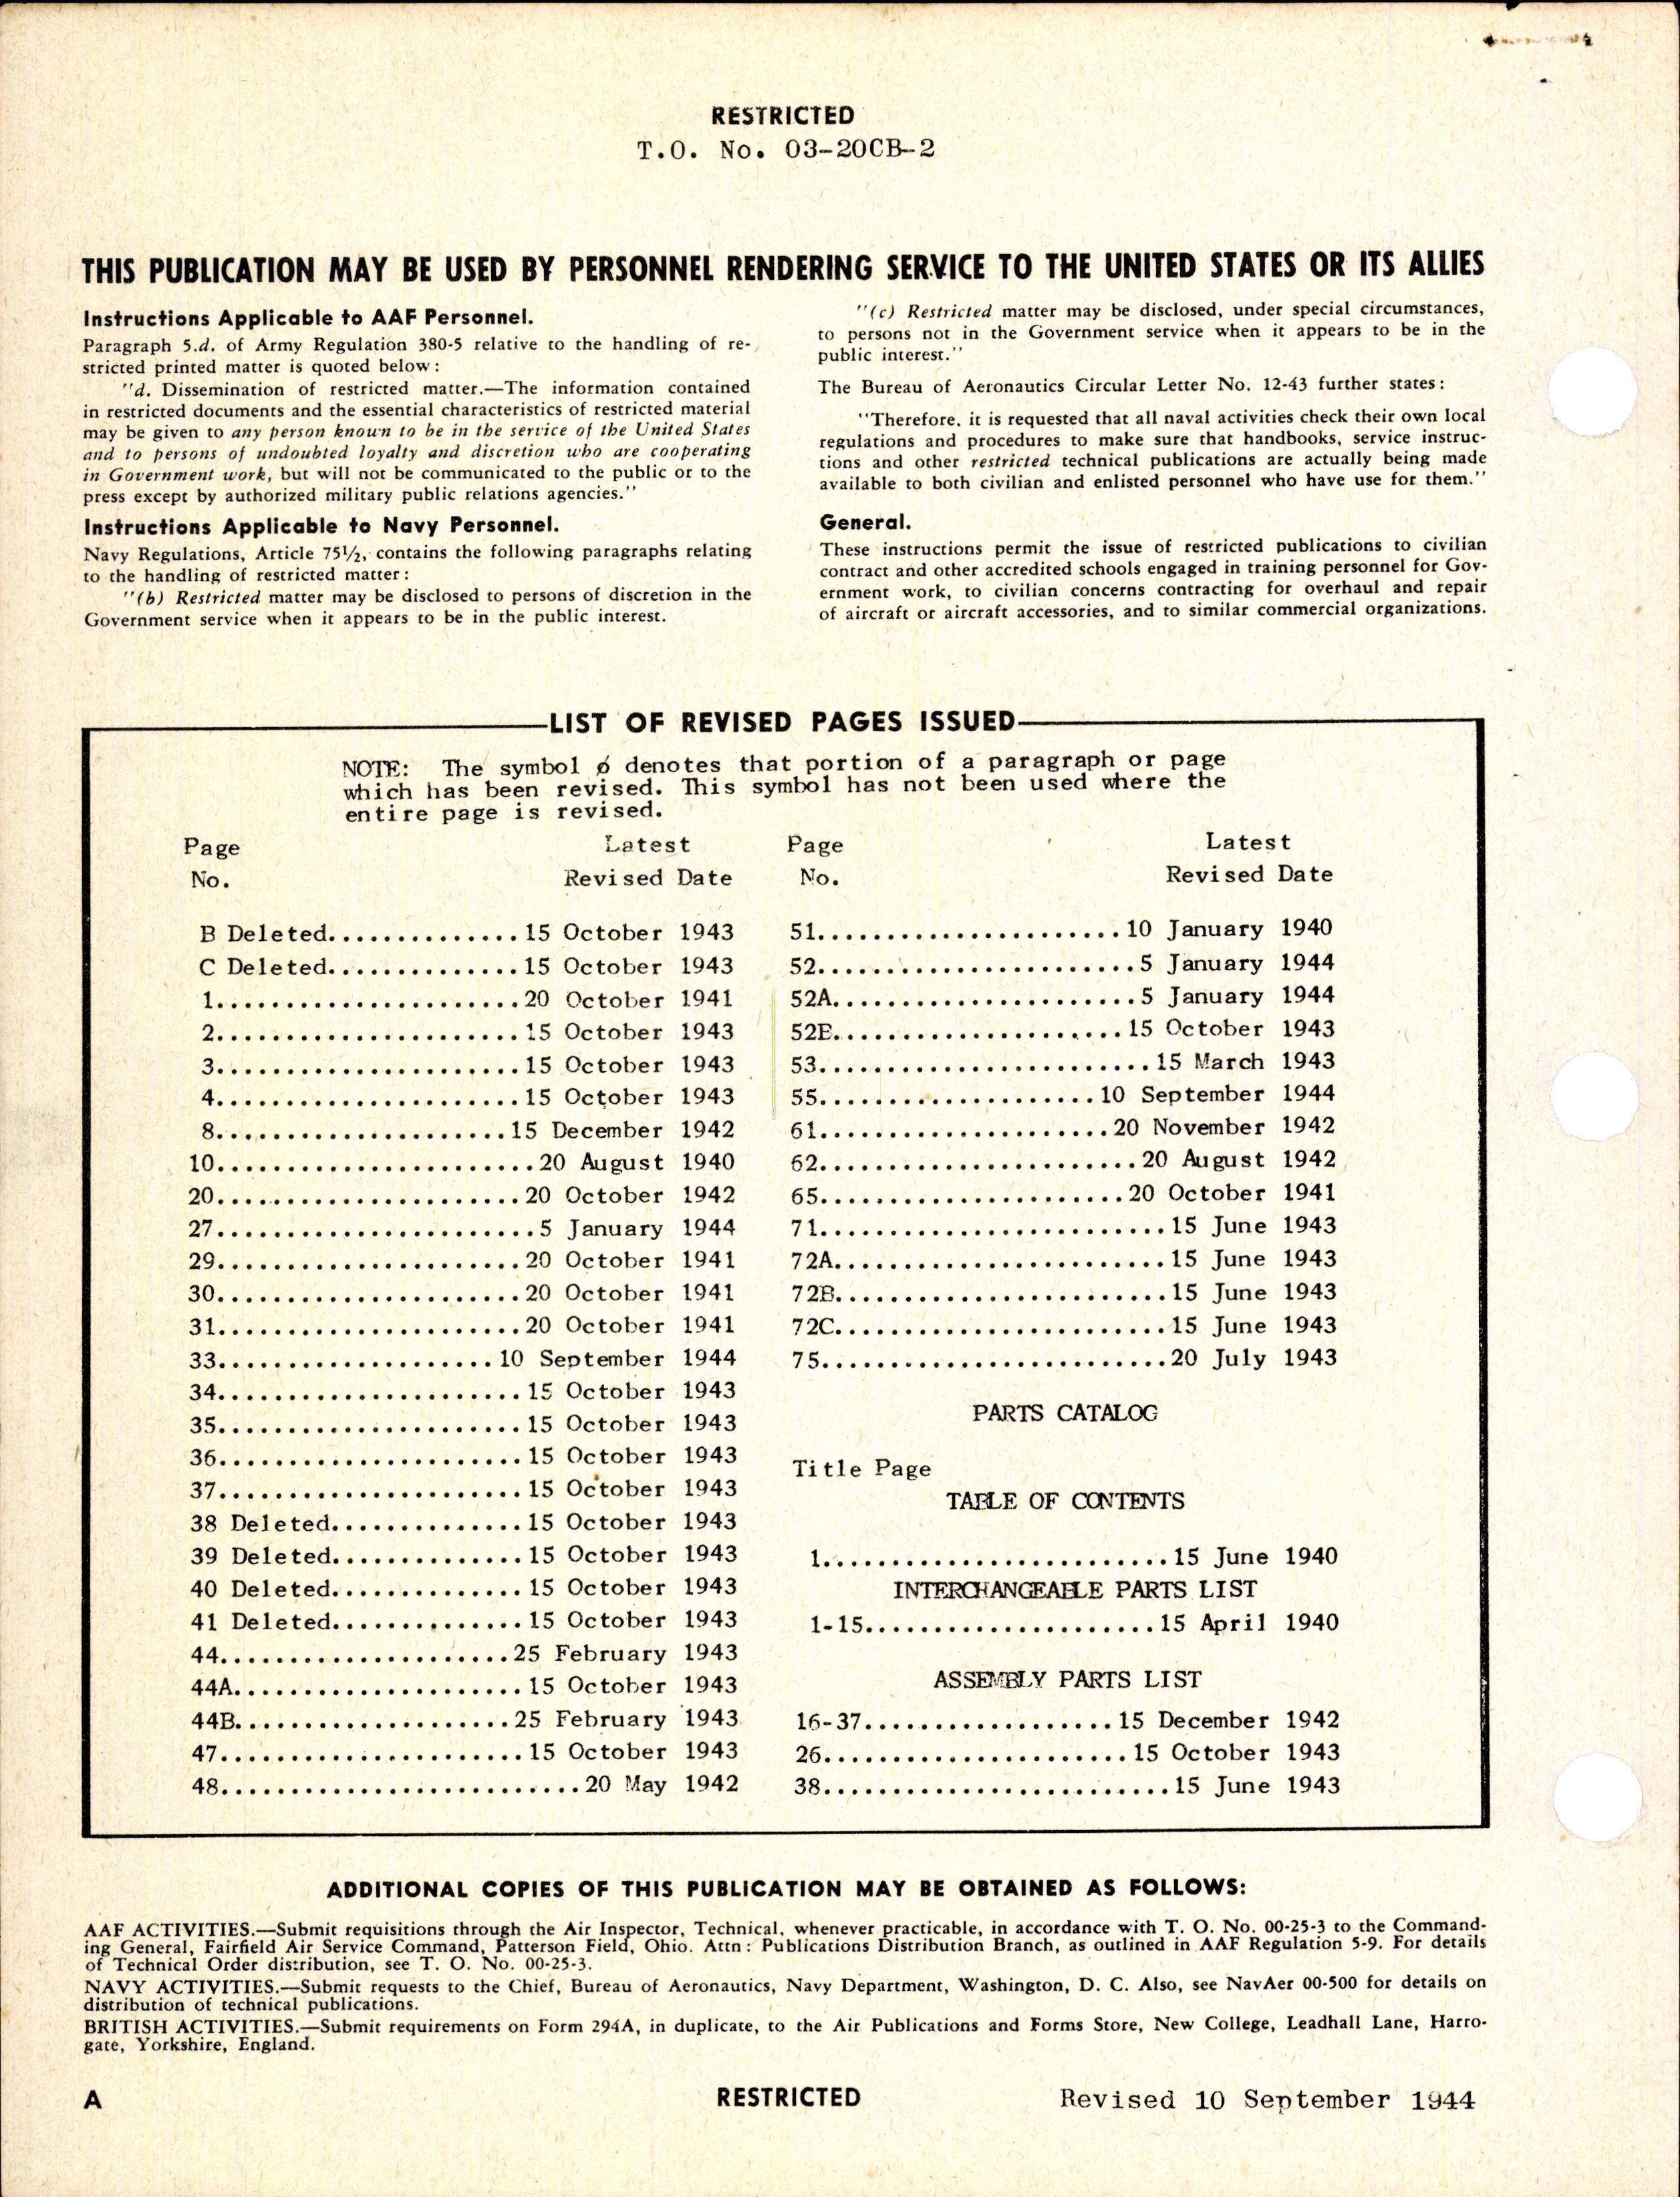 RESTRICTED
T.O. No. 03-20CB-2
THIS PUBLICATION MAY BE USED BY PERSONNEL RENDERING SERVICE TO THE UNITED STATES OR ITS ALLIES
Instructions Applicable to AAF Personnel.
Paragraph 5.d. of Army Regulation 380-5 relative to the handling of re-
stricted printed matter is quoted below:
"d. Dissemination of restricted matter.—The information contained
in restricted documents and the essential characteristics of restricted material
may be given to any person known to be in the service of the United States
and to persons of undoubted loyalty and discretion who are cooperating
in Government work, but will not be communicated to the public or to the
press except by authorized military public relations agencies."
Instructions Applicable to Navy Personnel.
Navy Regulations, Article 75½, contains the following paragraphs relating
to the handling of restricted matter:
"(b) Restricted matter may be disclosed to persons of discretion in the
Government service when it appears to be in the public interest.
"(c) Restricted matter may be disclosed, under special circumstances,
to persons not in the Government service when it appears to be in the
public interest."
The Bureau of Aeronautics Circular Letter No. 12-43 further states:
"Therefore, it is requested that all naval activities check their own local
regulations and procedures to make sure that handbooks, service instruc-
tions and other restricted technical publications are actually being made
available to both civilian and enlisted personnel who have use for them."
General.
These instructions permit the issue of restricted publications to civilian
contract and other accredited schools engaged in training personnel for Gov-
ernment work, to civilian concerns contracting for overhaul and repair
of aircraft or aircraft accessories, and to similar commercial organizations.
LIST OF REVISED PAGES ISSUED
NOTE: The symbol ø denotes that portion of a paragraph or page
which has been revised. This symbol has not been used where the
entire page is revised.
Page Latest
No. Revised Date
B Deleted..............15 October 1943
C Deleted..............15 October 1943
1......................20 October 1941
2......................15 October 1943
3......................15 October 1943
4......................15 October 1943
8.....................15 December 1942
10.......................20 August 1940
20......................20 October 1942
27.......................5 January 1944
29......................20 October 1941
30......................20 October 1941
31......................20 October 1941
33....................10 September 1944
34......................15 October 1943
35......................15 October 1943
36......................15 October 1943
37......................15 October 1943
38 Deleted..............15 October 1943
39 Deleted..............15 October 1943
40 Deleted..............15 October 1943
41 Deleted..............15 October 1943
44.....................25 February 1943
44A.....................15 October 1943
44B....................25 February 1943
47......................15 October 1943
48..........................20 May 1942
Page Latest
No. Revised Date
51......................10 January 1940
52.......................5 January 1944
52A......................5 January 1944
52E.....................15 October 1943
53........................15 March 1943
55....................10 September 1944
61.....................20 November 1942
62.......................20 August 1942
65......................20 October 1941
71.........................15 June 1943
72A........................15 June 1943
72B........................15 June 1943
72C........................15 June 1943
75.........................20 July 1943
PARTS CATALOG
Title Page
TABLE OF CONTENTS
1.........................15 June 1940
INTERCHANGEABLE PARTS LIST
1-15.....................15 April 1940
ASSEMBLY PARTS LIST
16-37..................15 December 1942
26......................15 October 1943
38.........................15 June 1943
ADDITIONAL COPIES OF THIS PUBLICATION MAY BE OBTAINED AS FOLLOWS:
AAF ACTIVITIES.—Submit requisitions through the Air Inspector, Technical, whenever practicable, in accordance with T. O. No. 00-25-3 to the Command-
ing General, Fairfield Air Service Command, Patterson Field, Ohio. Attn: Publications Distribution Branch, as outlined in AAF Regulation 5-9. For details
of Technical Order distribution, see T. O. No. 00-25-3.
NAVY ACTIVITIES.—Submit requests to the Chief, Bureau of Aeronautics, Navy Department, Washington, D. C. Also, see NavAer 00-500 for details on
distribution of technical publications.
BRITISH ACTIVITIES.—Submit requirements on Form 294A, in duplicate, to the Air Publications and Forms Store, New College, Leadhall Lane, Harro-
gate, Yorkshire, England.
A RESTRICTED Revised 10 September 1944